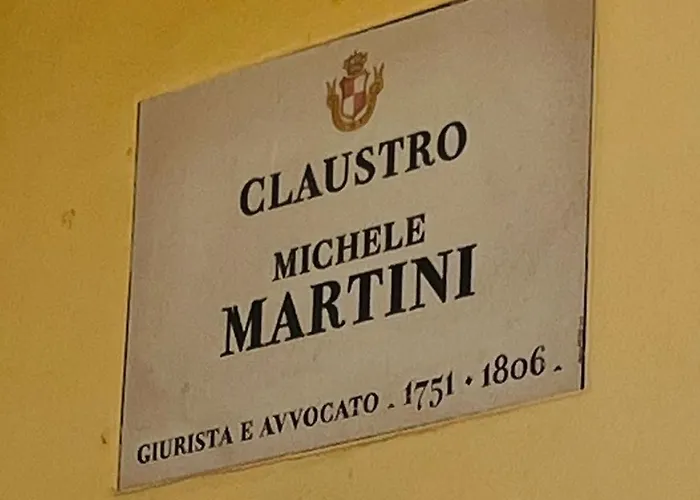 CLAUSTRO
MICHELE
MARTINI
GIURISTA E AVVOCATO - 1751 • 1806 -